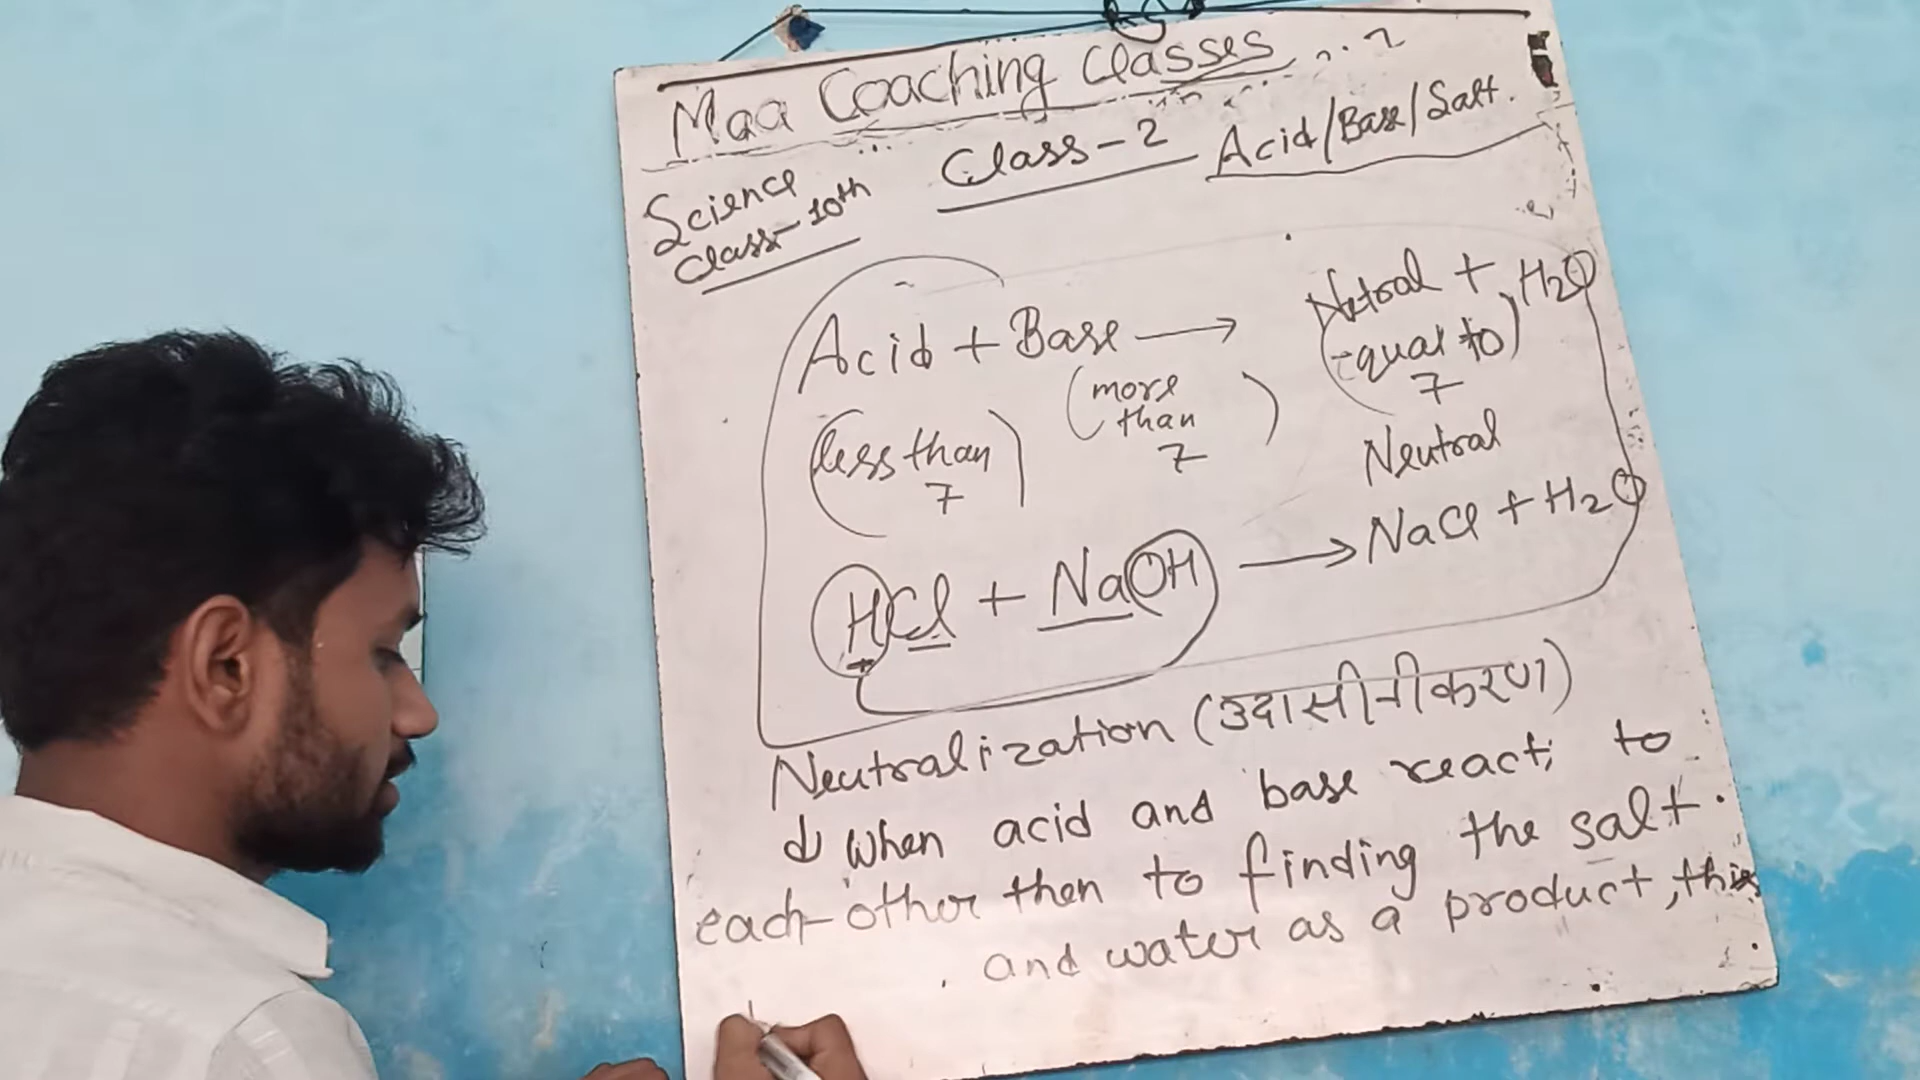 Maa Coaching Classes
Science
Class-10th
Class-2
Acid/Base/Salt.
Acid + Base → Netral + H2O
(less than 7)
(more than 7)
(equal to) 7
Neutral
HCl + NaOH → NaCl + H2O
Neutralization (उदासीनीकरण)
When acid and base react; to
each-other then to finding the salt
and water as a product, this